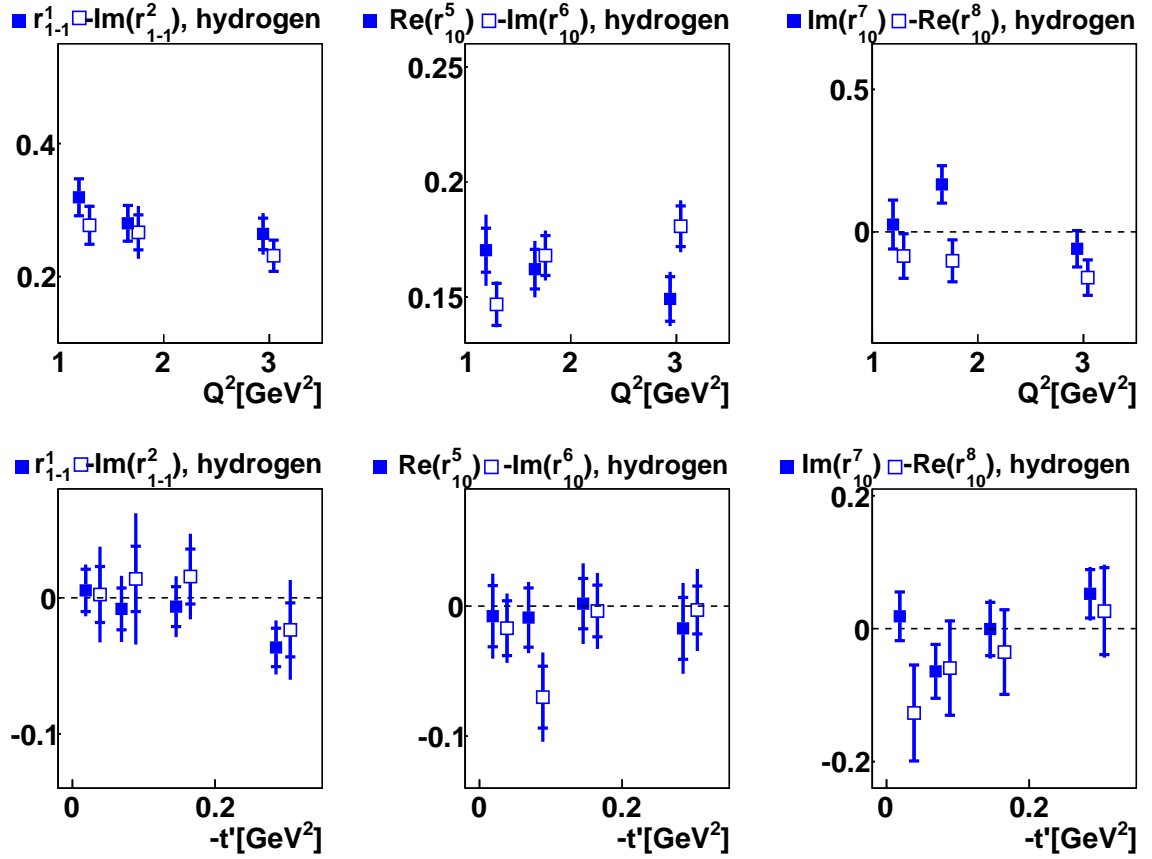 ■ r¹₁₋₁ □-Im(r²₁₋₁), hydrogen
0.4
0.2
1 2 3
Q²[GeV²]
■ Re(r⁵₁₀) □-Im(r⁶₁₀), hydrogen
0.25
0.2
0.15
1 2 3
Q²[GeV²]
■ Im(r⁷₁₀) □-Re(r⁸₁₀), hydrogen
0.5
0
1 2 3
Q²[GeV²]
■ r¹₁₋₁ □-Im(r²₁₋₁), hydrogen
0
-0.1
0 0.2
-t'[GeV²]
■ Re(r⁵₁₀) □-Im(r⁶₁₀), hydrogen
0
-0.1
0 0.2
-t'[GeV²]
■ Im(r⁷₁₀) □-Re(r⁸₁₀), hydrogen
0.2
0
-0.2
0 0.2
-t'[GeV²]